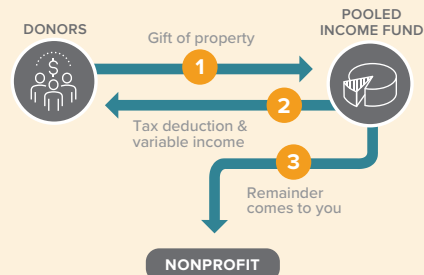 DONORS
POOLED
INCOME FUND
Gift of property
1
$
2
Tax deduction &
variable income
3
Remainder
comes to you
NONPROFIT